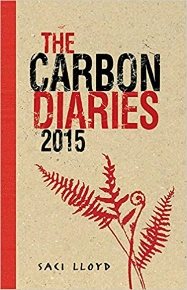 THE
CARBON
DIARIES
2015
SACI LLOYD